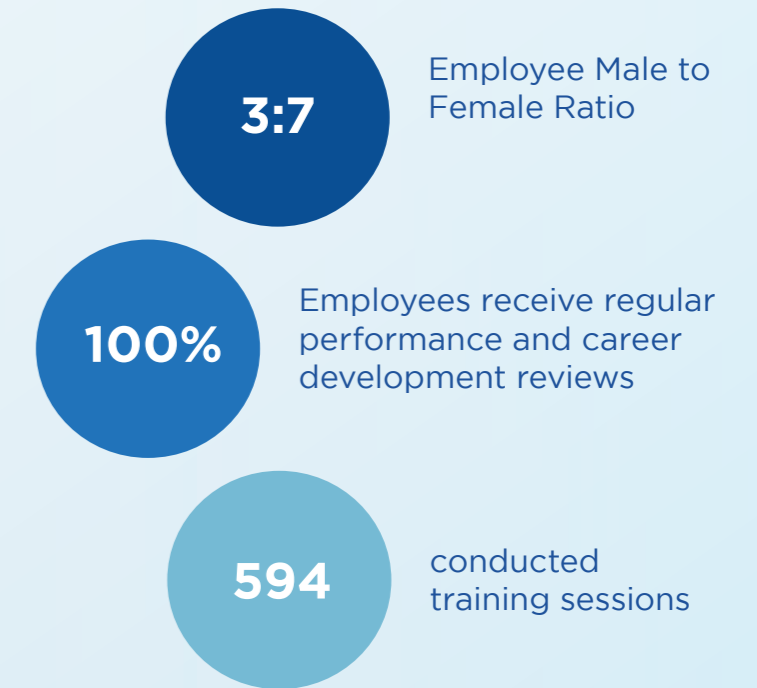 3:7
Employee Male to
Female Ratio
100%
Employees receive regular
performance and career
development reviews
594
conducted
training sessions